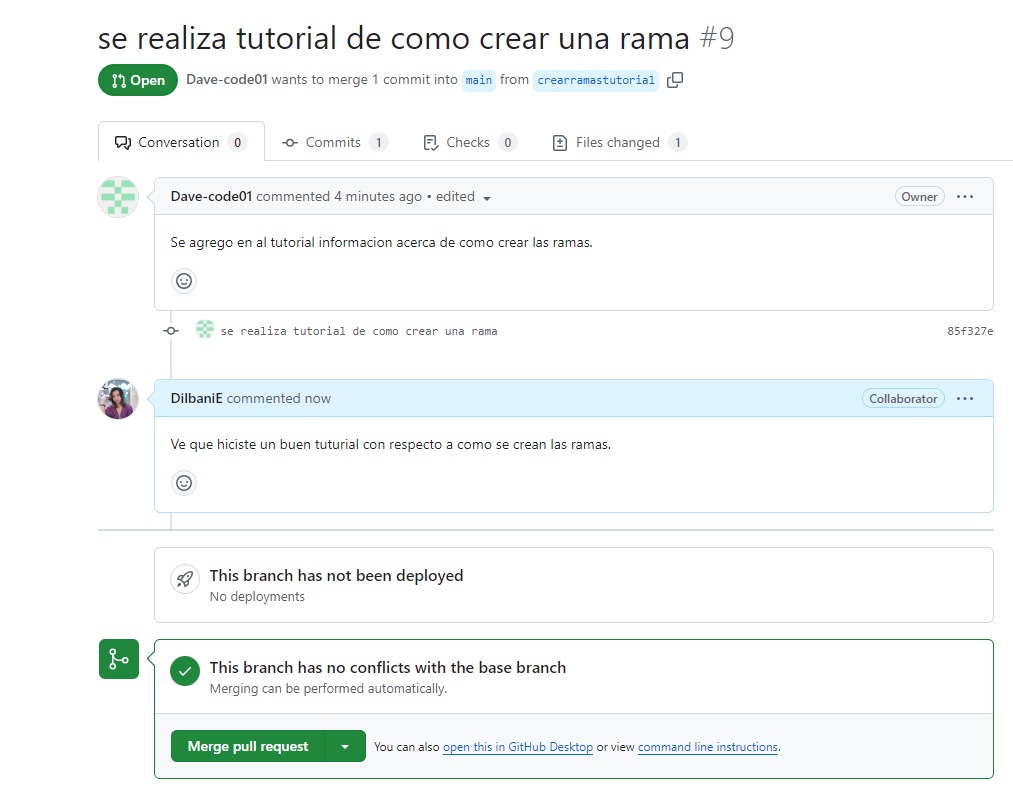 se realiza tutorial de como crear una rama #9
Open Dave-code01 wants to merge 1 commit into main from crearramastutorial
Conversation 0 Commits 1 Checks 0 Files changed 1
Dave-code01 commented 4 minutes ago • edited Owner
Se agrego en al tutorial informacion acerca de como crear las ramas.
se realiza tutorial de como crear una rama 85f327e
DilbaniE commented now Collaborator
Ve que hiciste un buen tuturial con respecto a como se crean las ramas.
This branch has not been deployed
No deployments
This branch has no conflicts with the base branch
Merging can be performed automatically.
Merge pull request You can also open this in GitHub Desktop or view command line instructions.